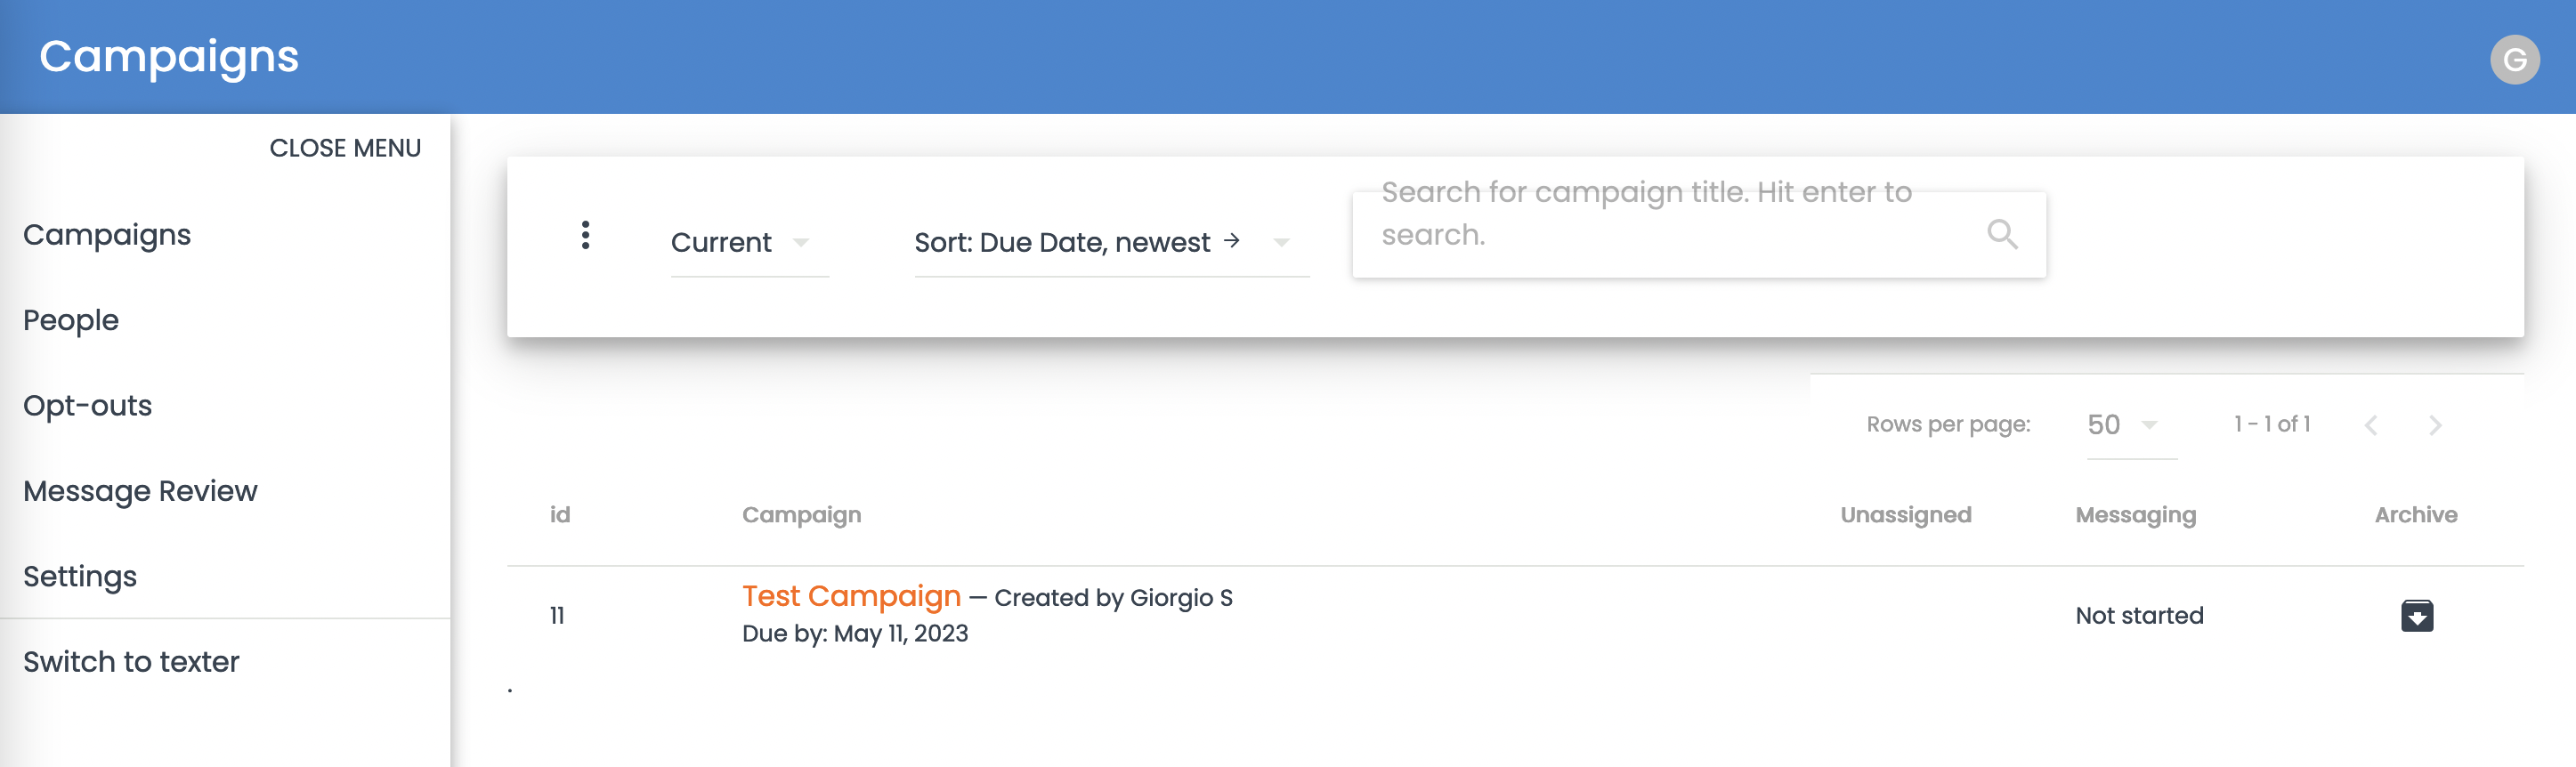 Campaigns
G
CLOSE MENU
Campaigns
People
Opt-outs
Message Review
Settings
Switch to texter
Current
Sort: Due Date, newest →
Search for campaign title. Hit enter to
search.
Rows per page: 50 1 - 1 of 1
id Campaign Unassigned Messaging Archive
11 Test Campaign — Created by Giorgio S Not started
Due by: May 11, 2023
.